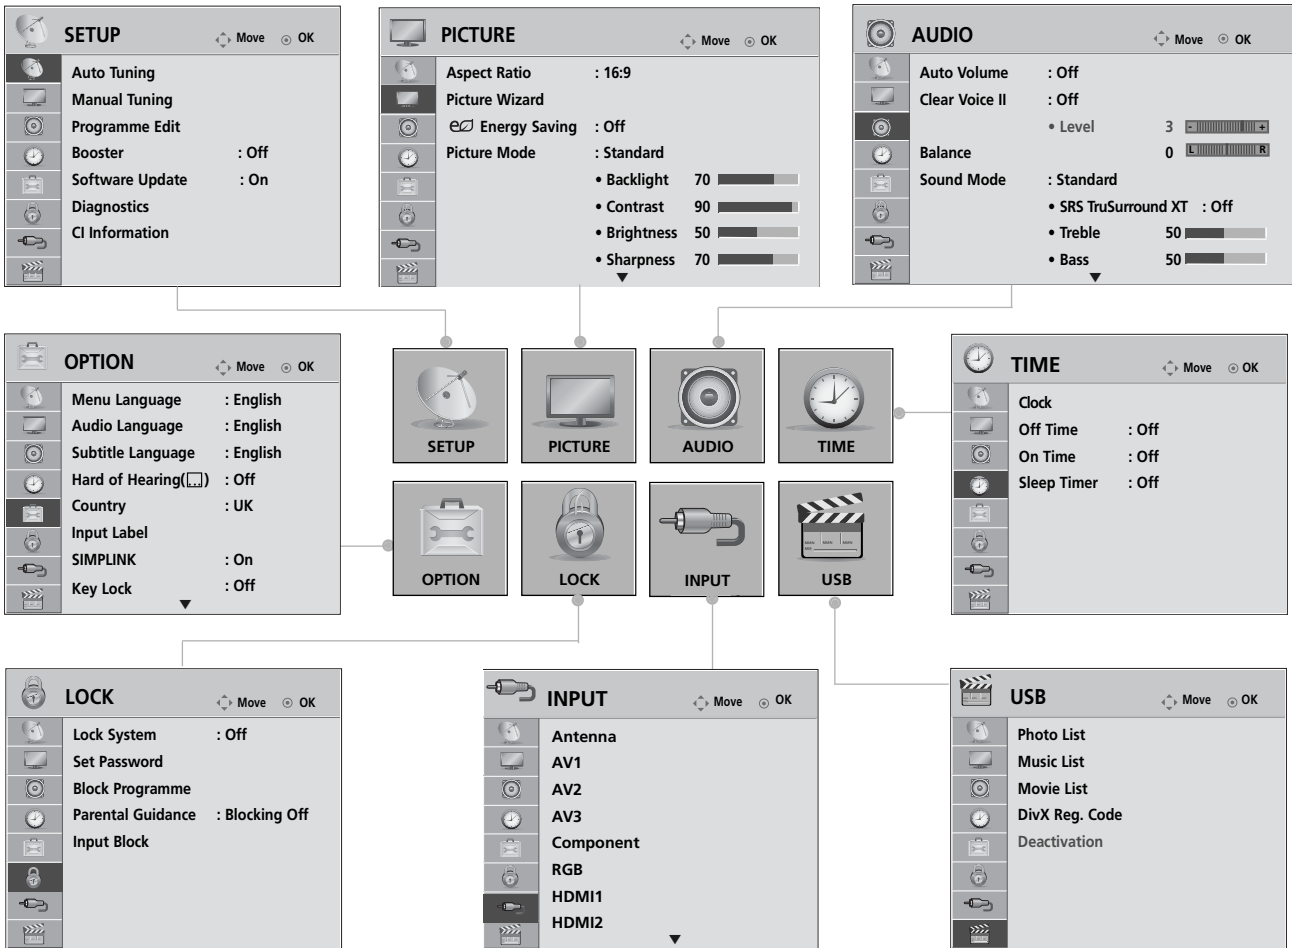 SETUP Move OK
Auto Tuning
Manual Tuning
Programme Edit
Booster : Off
Software Update : On
Diagnostics
CI Information
PICTURE Move OK
Aspect Ratio : 16:9
Picture Wizard
e Energy Saving : Off
Picture Mode : Standard
• Backlight 70
• Contrast 90
• Brightness 50
• Sharpness 70
AUDIO Move OK
Auto Volume : Off
Clear Voice II : Off
• Level 3 - +
Balance 0 L R
Sound Mode : Standard
• SRS TruSurround XT : Off
• Treble 50
• Bass 50
OPTION Move OK
Menu Language : English
Audio Language : English
Subtitle Language : English
Hard of Hearing( ) : Off
Country : UK
Input Label
SIMPLINK : On
Key Lock : Off
SETUP
PICTURE
AUDIO
TIME
OPTION
LOCK
INPUT
USB
TIME Move OK
Clock
Off Time : Off
On Time : Off
Sleep Timer : Off
LOCK Move OK
Lock System : Off
Set Password
Block Programme
Parental Guidance : Blocking Off
Input Block
INPUT Move OK
Antenna
AV1
AV2
AV3
Component
RGB
HDMI1
HDMI2
USB Move OK
Photo List
Music List
Movie List
DivX Reg. Code
Deactivation